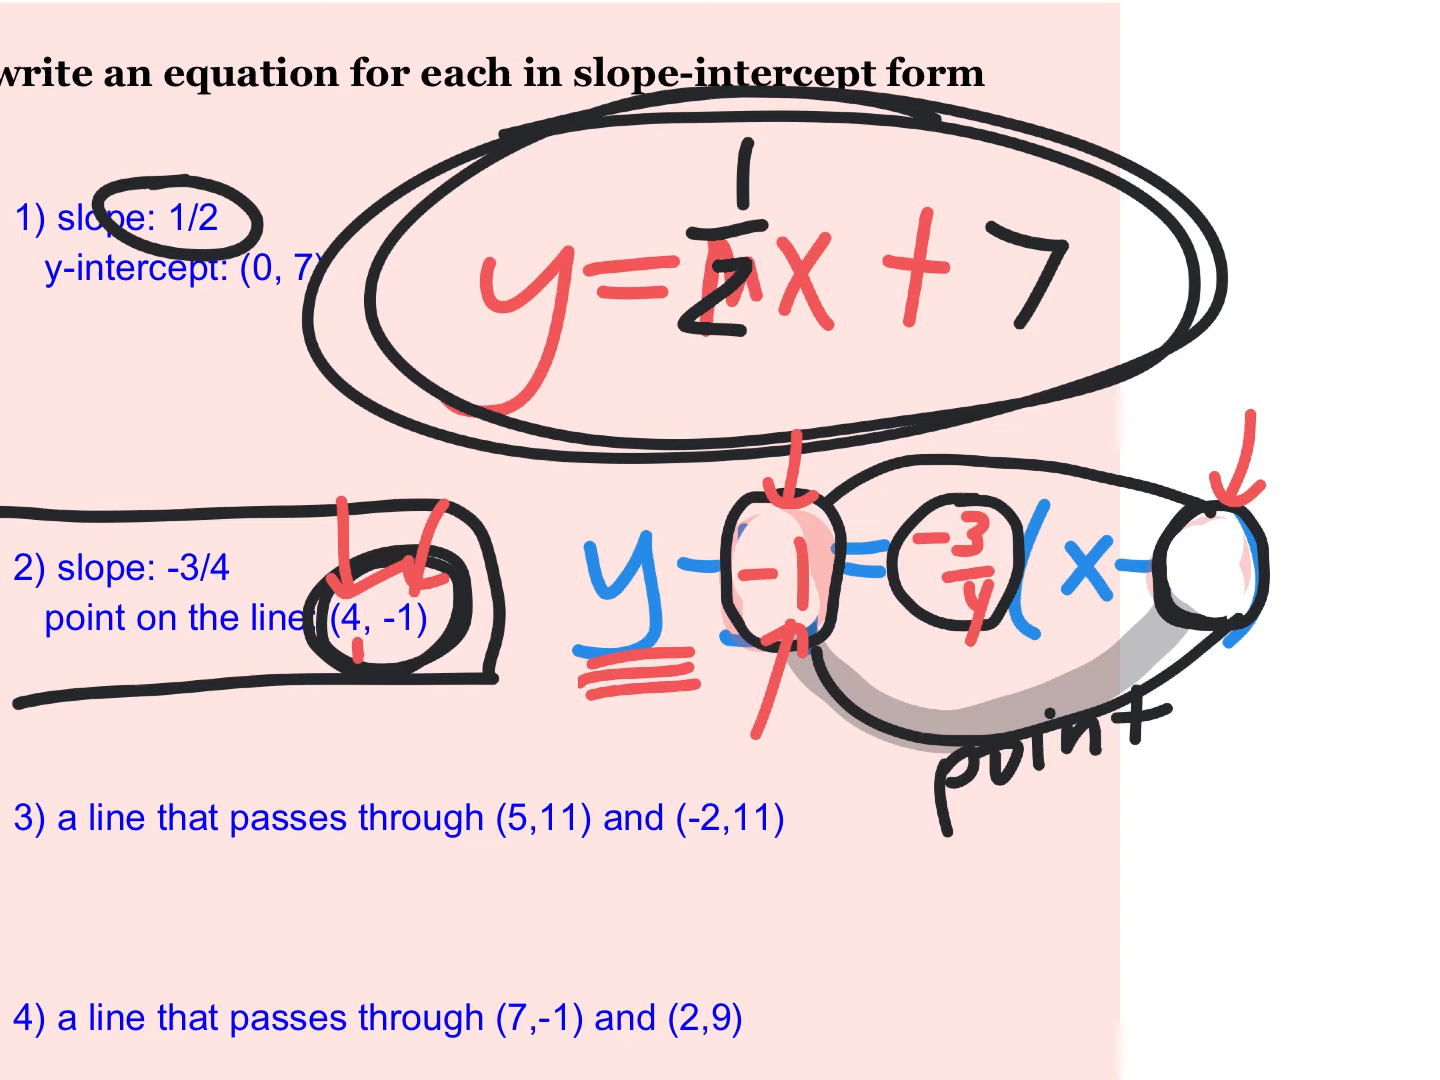 write an equation for each in slope-intercept form
1) slope: 1/2
y-intercept: (0, 7)
y = 1/2 x + 7
2) slope: -3/4
point on the line: (4, -1)
y - -1 = -3/4 (x -
point
3) a line that passes through (5,11) and (-2,11)
4) a line that passes through (7,-1) and (2,9)